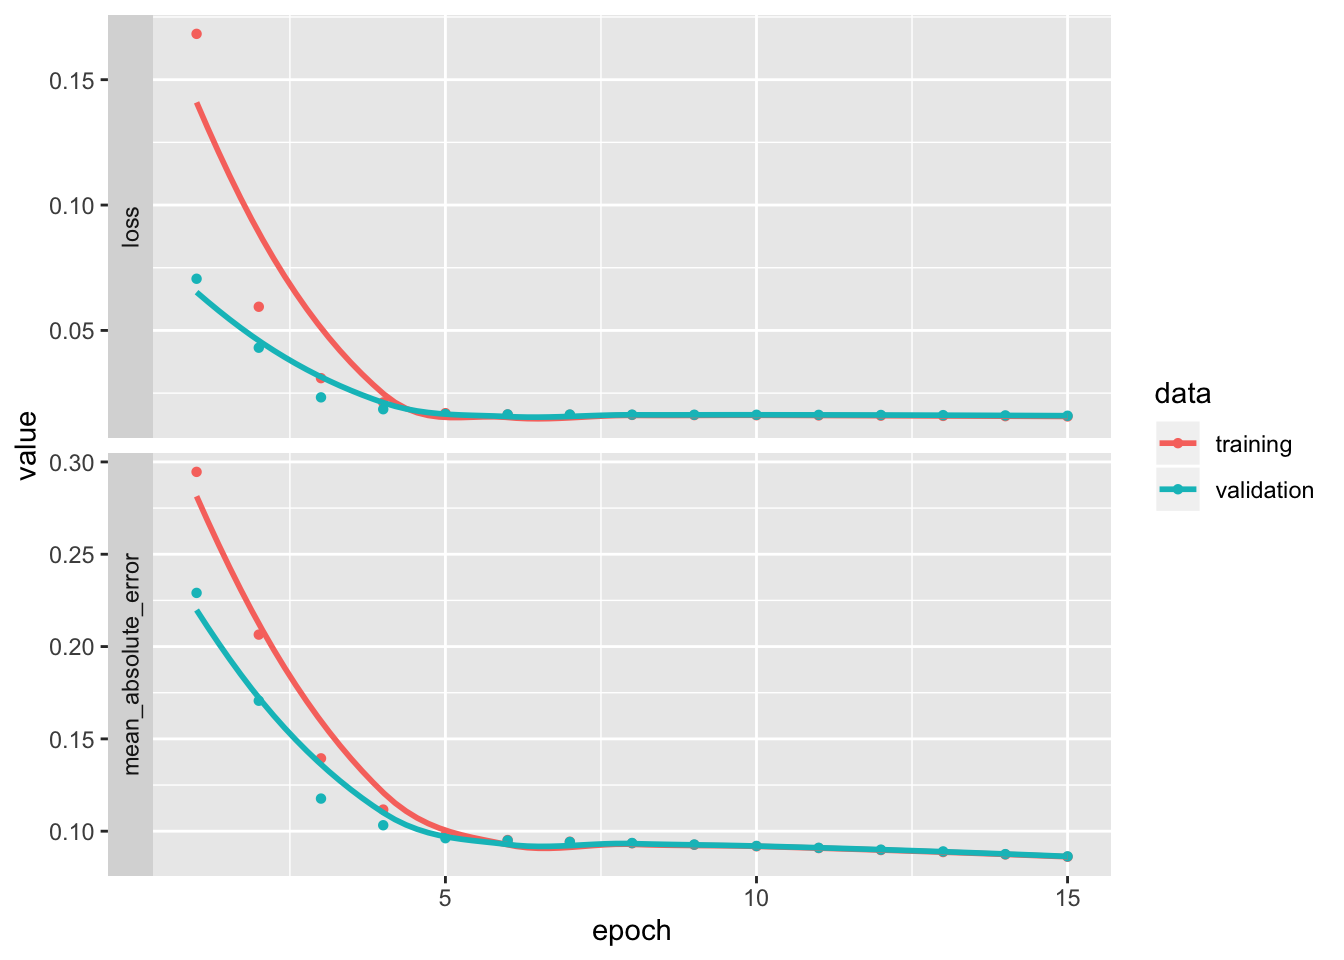 0.15
0.10
0.05
loss
0.30
0.25
0.20
0.15
0.10
mean_absolute_error
value
5
10
15
epoch
data
training
validation